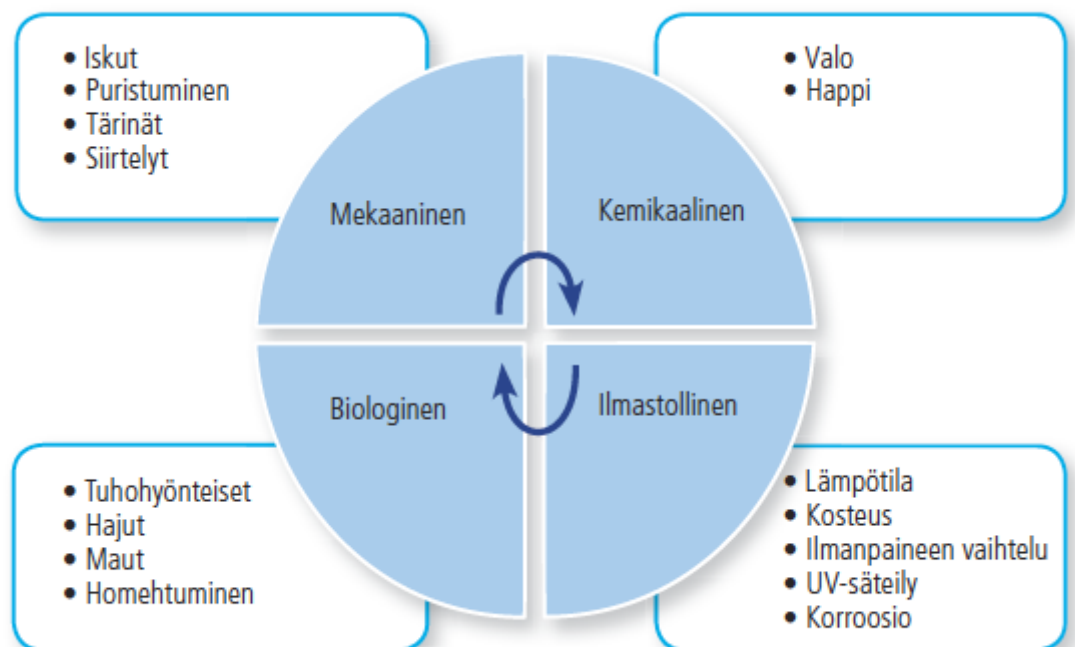 • Iskut
• Puristuminen
• Tärinät
• Siirtelyt
• Valo
• Happi
Mekaaninen
Kemikaalinen
Biologinen
Ilmastollinen
• Tuhohyönteiset
• Hajut
• Maut
• Homehtuminen
• Lämpötila
• Kosteus
• Ilmanpaineen vaihtelu
• UV-säteily
• Korroosio